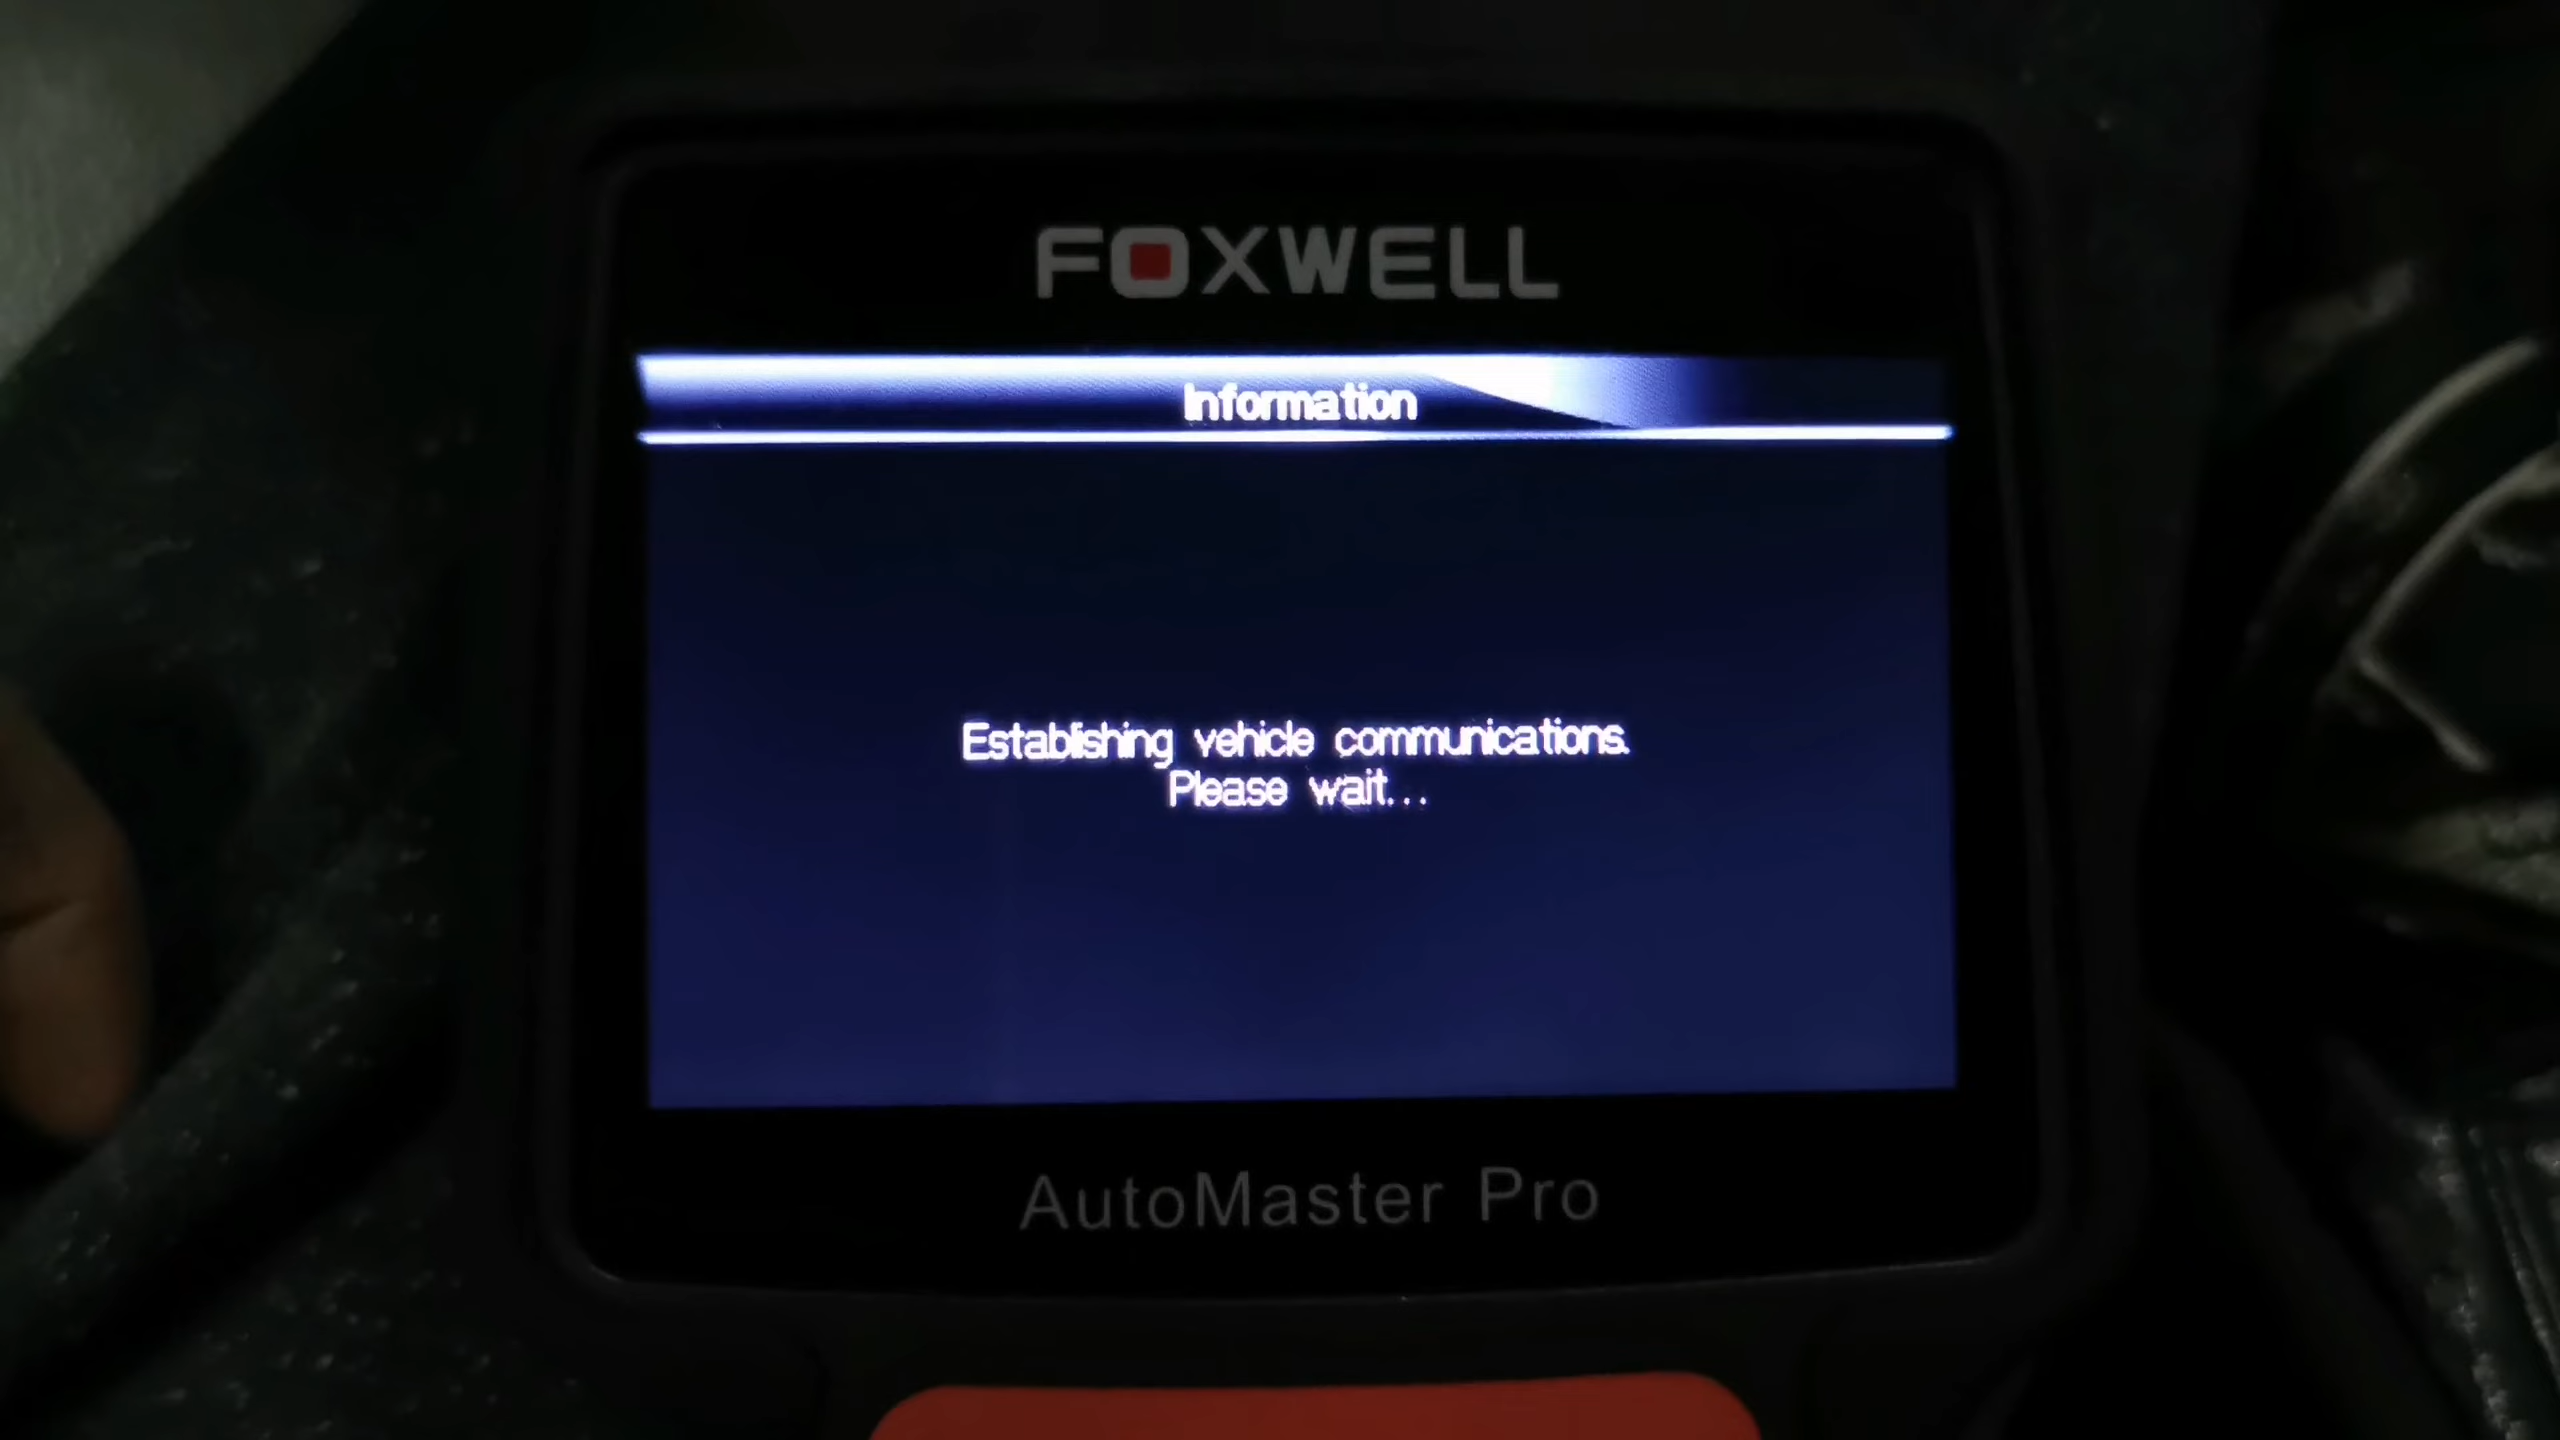 FOXWELL
Information
Establishing vehicle communications.
Please wait...
AutoMaster Pro